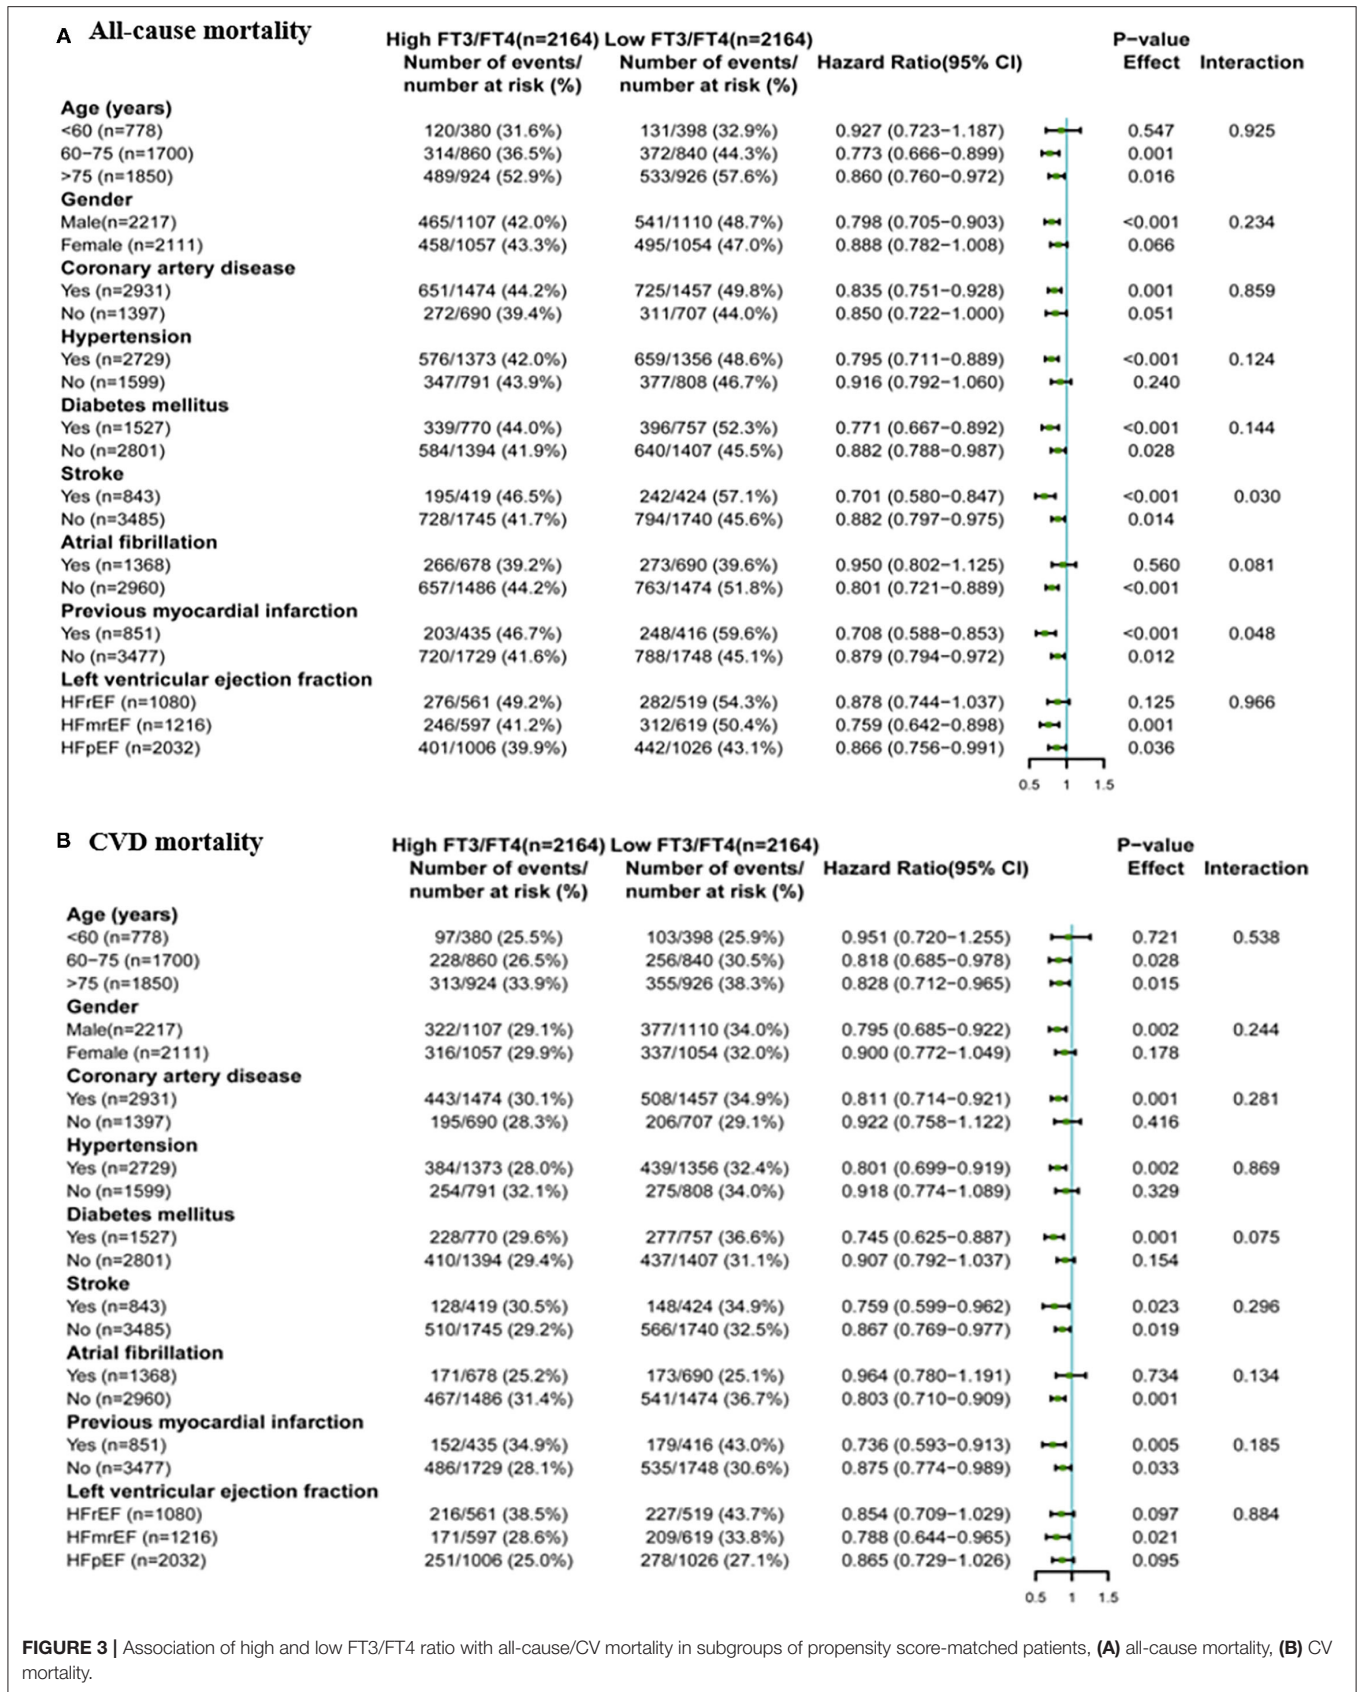 A All-cause mortality
High FT3/FT4(n=2164) Low FT3/FT4(n=2164) P−value
Number of events/ Number of events/ Hazard Ratio(95% CI) Effect Interaction
number at risk (%) number at risk (%)
Age (years)
<60 (n=778) 120/380 (31.6%) 131/398 (32.9%) 0.927 (0.723−1.187) 0.547 0.925
60−75 (n=1700) 314/860 (36.5%) 372/840 (44.3%) 0.773 (0.666−0.899) 0.001
>75 (n=1850) 489/924 (52.9%) 533/926 (57.6%) 0.860 (0.760−0.972) 0.016
Gender
Male(n=2217) 465/1107 (42.0%) 541/1110 (48.7%) 0.798 (0.705−0.903) <0.001 0.234
Female (n=2111) 458/1057 (43.3%) 495/1054 (47.0%) 0.888 (0.782−1.008) 0.066
Coronary artery disease
Yes (n=2931) 651/1474 (44.2%) 725/1457 (49.8%) 0.835 (0.751−0.928) 0.001 0.859
No (n=1397) 272/690 (39.4%) 311/707 (44.0%) 0.850 (0.722−1.000) 0.051
Hypertension
Yes (n=2729) 576/1373 (42.0%) 659/1356 (48.6%) 0.795 (0.711−0.889) <0.001 0.124
No (n=1599) 347/791 (43.9%) 377/808 (46.7%) 0.916 (0.792−1.060) 0.240
Diabetes mellitus
Yes (n=1527) 339/770 (44.0%) 396/757 (52.3%) 0.771 (0.667−0.892) <0.001 0.144
No (n=2801) 584/1394 (41.9%) 640/1407 (45.5%) 0.882 (0.788−0.987) 0.028
Stroke
Yes (n=843) 195/419 (46.5%) 242/424 (57.1%) 0.701 (0.580−0.847) <0.001 0.030
No (n=3485) 728/1745 (41.7%) 794/1740 (45.6%) 0.882 (0.797−0.975) 0.014
Atrial fibrillation
Yes (n=1368) 266/678 (39.2%) 273/690 (39.6%) 0.950 (0.802−1.125) 0.560 0.081
No (n=2960) 657/1486 (44.2%) 763/1474 (51.8%) 0.801 (0.721−0.889) <0.001
Previous myocardial infarction
Yes (n=851) 203/435 (46.7%) 248/416 (59.6%) 0.708 (0.588−0.853) <0.001 0.048
No (n=3477) 720/1729 (41.6%) 788/1748 (45.1%) 0.879 (0.794−0.972) 0.012
Left ventricular ejection fraction
HFrEF (n=1080) 276/561 (49.2%) 282/519 (54.3%) 0.878 (0.744−1.037) 0.125 0.966
HFmrEF (n=1216) 246/597 (41.2%) 312/619 (50.4%) 0.759 (0.642−0.898) 0.001
HFpEF (n=2032) 401/1006 (39.9%) 442/1026 (43.1%) 0.866 (0.756−0.991) 0.036
0.5 1 1.5
B CVD mortality
High FT3/FT4(n=2164) Low FT3/FT4(n=2164) P−value
Number of events/ Number of events/ Hazard Ratio(95% CI) Effect Interaction
number at risk (%) number at risk (%)
Age (years)
<60 (n=778) 97/380 (25.5%) 103/398 (25.9%) 0.951 (0.720−1.255) 0.721 0.538
60−75 (n=1700) 228/860 (26.5%) 256/840 (30.5%) 0.818 (0.685−0.978) 0.028
>75 (n=1850) 313/924 (33.9%) 355/926 (38.3%) 0.828 (0.712−0.965) 0.015
Gender
Male(n=2217) 322/1107 (29.1%) 377/1110 (34.0%) 0.795 (0.685−0.922) 0.002 0.244
Female (n=2111) 316/1057 (29.9%) 337/1054 (32.0%) 0.900 (0.772−1.049) 0.178
Coronary artery disease
Yes (n=2931) 443/1474 (30.1%) 508/1457 (34.9%) 0.811 (0.714−0.921) 0.001 0.281
No (n=1397) 195/690 (28.3%) 206/707 (29.1%) 0.922 (0.758−1.122) 0.416
Hypertension
Yes (n=2729) 384/1373 (28.0%) 439/1356 (32.4%) 0.801 (0.699−0.919) 0.002 0.869
No (n=1599) 254/791 (32.1%) 275/808 (34.0%) 0.918 (0.774−1.089) 0.329
Diabetes mellitus
Yes (n=1527) 228/770 (29.6%) 277/757 (36.6%) 0.745 (0.625−0.887) 0.001 0.075
No (n=2801) 410/1394 (29.4%) 437/1407 (31.1%) 0.907 (0.792−1.037) 0.154
Stroke
Yes (n=843) 128/419 (30.5%) 148/424 (34.9%) 0.759 (0.599−0.962) 0.023 0.296
No (n=3485) 510/1745 (29.2%) 566/1740 (32.5%) 0.867 (0.769−0.977) 0.019
Atrial fibrillation
Yes (n=1368) 171/678 (25.2%) 173/690 (25.1%) 0.964 (0.780−1.191) 0.734 0.134
No (n=2960) 467/1486 (31.4%) 541/1474 (36.7%) 0.803 (0.710−0.909) 0.001
Previous myocardial infarction
Yes (n=851) 152/435 (34.9%) 179/416 (43.0%) 0.736 (0.593−0.913) 0.005 0.185
No (n=3477) 486/1729 (28.1%) 535/1748 (30.6%) 0.875 (0.774−0.989) 0.033
Left ventricular ejection fraction
HFrEF (n=1080) 216/561 (38.5%) 227/519 (43.7%) 0.854 (0.709−1.029) 0.097 0.884
HFmrEF (n=1216) 171/597 (28.6%) 209/619 (33.8%) 0.788 (0.644−0.965) 0.021
HFpEF (n=2032) 251/1006 (25.0%) 278/1026 (27.1%) 0.865 (0.729−1.026) 0.095
0.5 1 1.5
FIGURE 3 | Association of high and low FT3/FT4 ratio with all-cause/CV mortality in subgroups of propensity score-matched patients, (A) all-cause mortality, (B) CV
mortality.